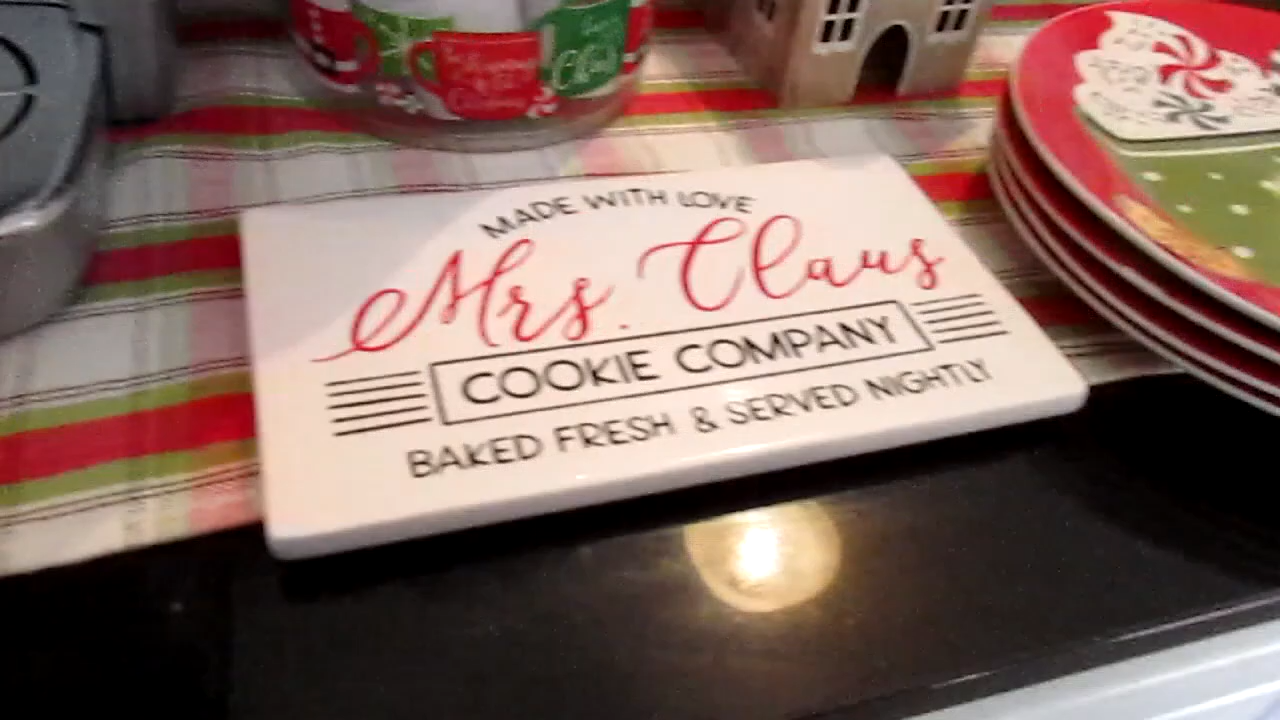 MADE WITH LOVE
Mrs. Claus
COOKIE COMPANY
BAKED FRESH & SERVED NIGHTLY